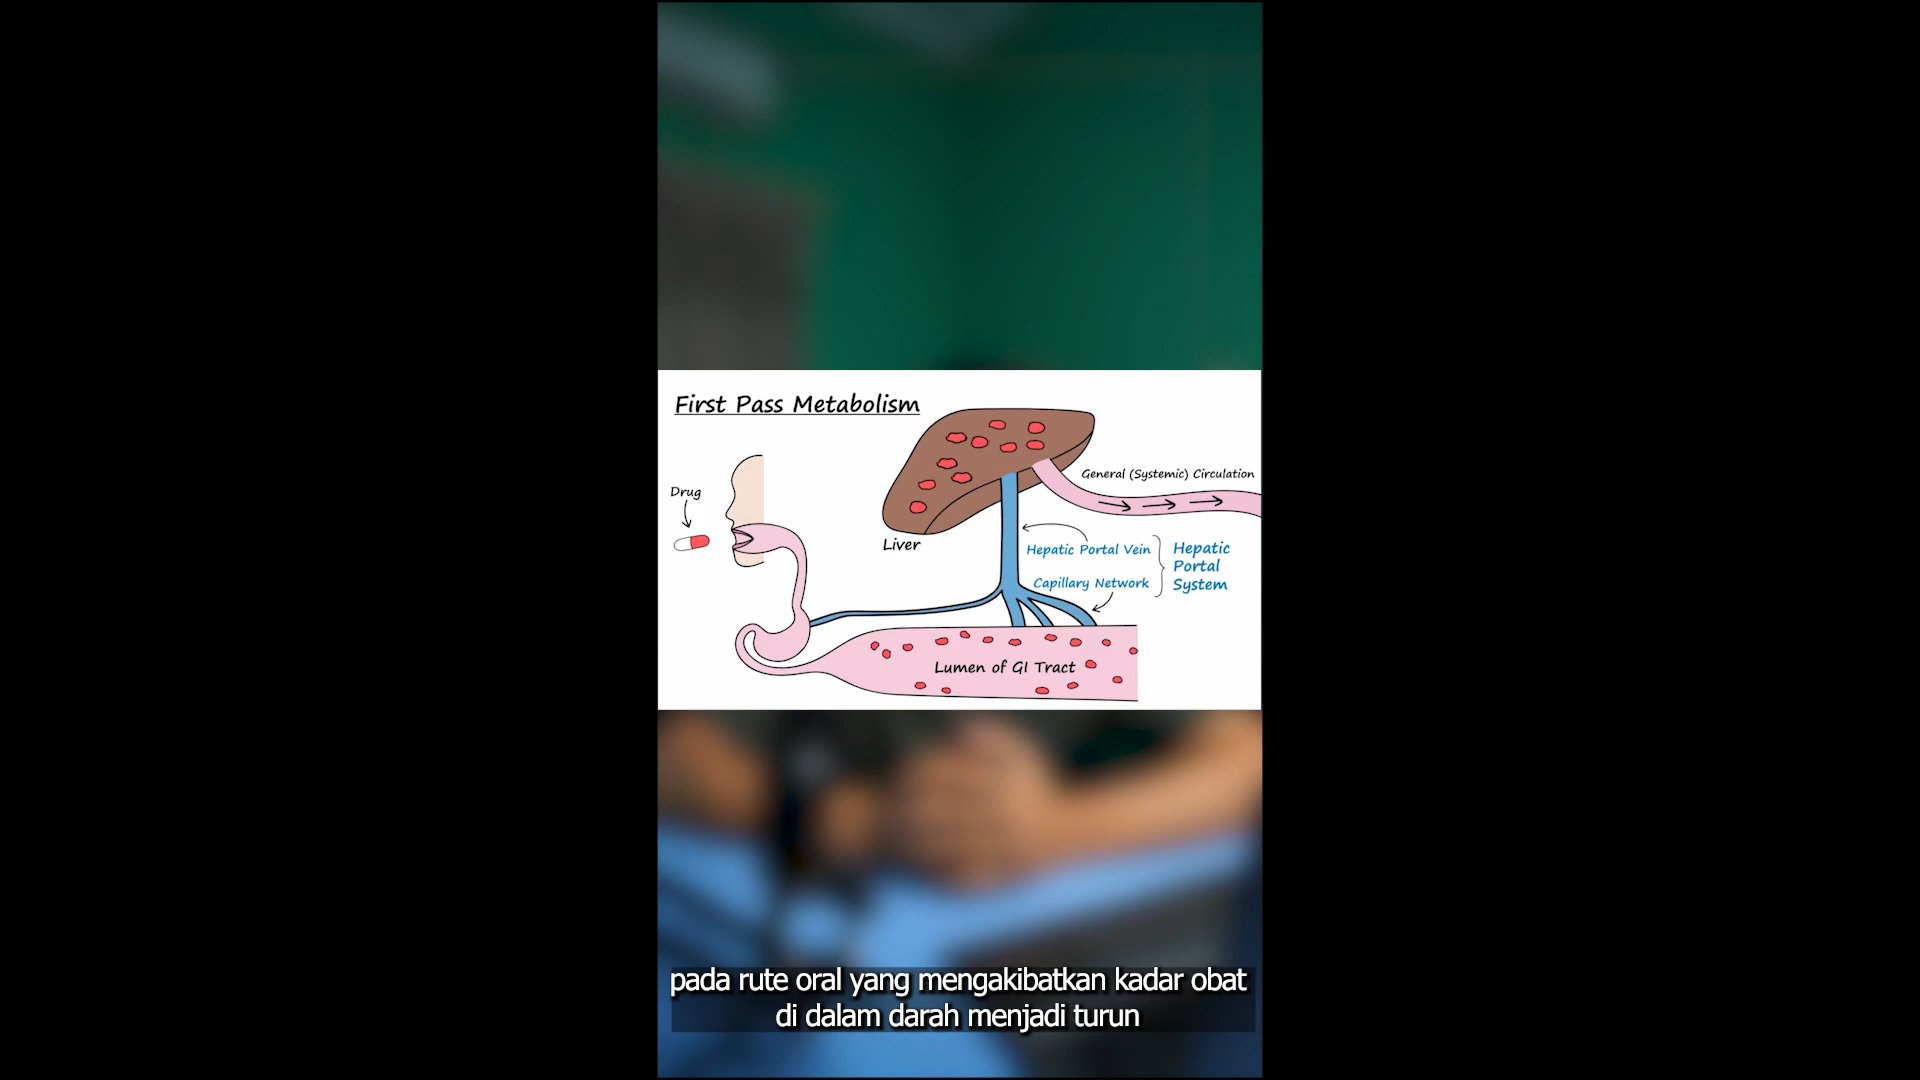 First Pass Metabolism
Drug
Liver
General (Systemic) Circulation
Hepatic Portal Vein
Capillary Network
Hepatic
Portal
System
Lumen of GI Tract
pada rute oral yang mengakibatkan kadar obat
di dalam darah menjadi turun